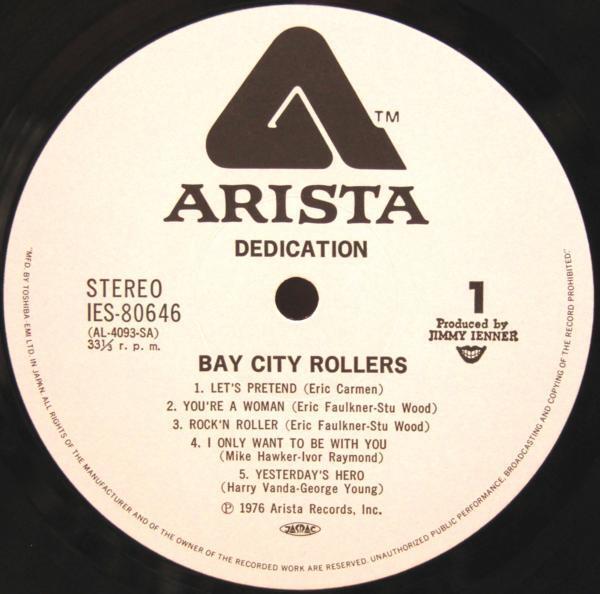 TM
ARISTA
DEDICATION
STEREO
IES-80646
(AL-4093-SA)
33⅓ r. p. m.
1
Produced by
JIMMY IENNER
BAY CITY ROLLERS
1. LET'S PRETEND (Eric Carmen)
2. YOU'RE A WOMAN (Eric Faulkner-Stu Wood)
3. ROCK'N ROLLER (Eric Faulkner-Stu Wood)
4. I ONLY WANT TO BE WITH YOU
(Mike Hawker-Ivor Raymond)
5. YESTERDAY'S HERO
(Harry Vanda-George Young)
℗ 1976 Arista Records, Inc.
JASRAC
"MFD. BY TOSHIBA EMI LTD. IN JAPAN. ALL RIGHTS OF THE MANUFACTURER AND OF THE OWNER OF THE RECORDED WORK ARE RESERVED. UNAUTHORIZED PUBLIC PERFORMANCE, BROADCASTING AND COPYING OF THE RECORD PROHIBITED."